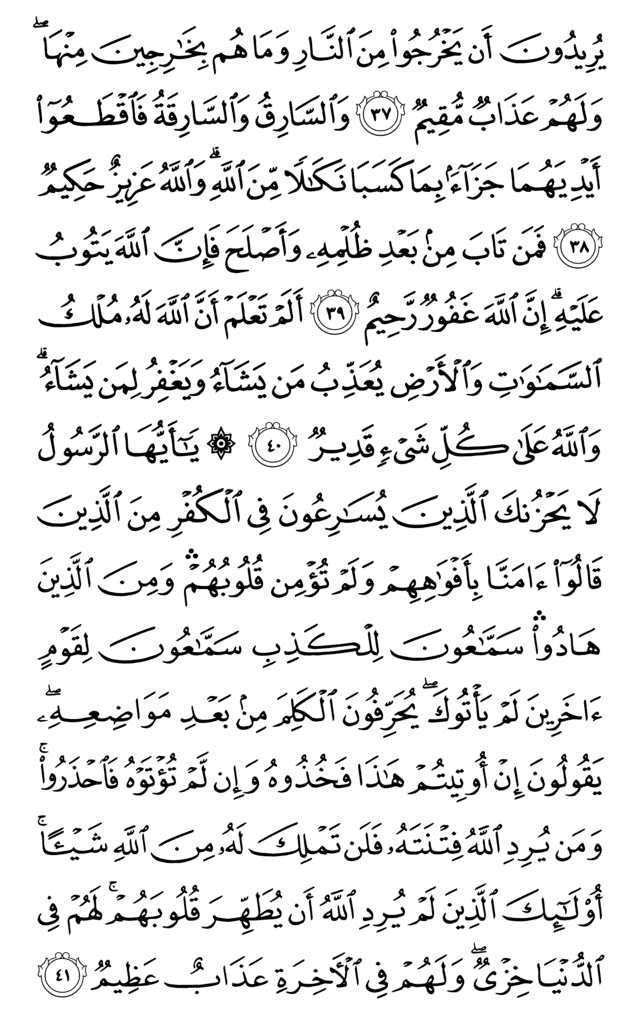 يُرِيدُونَ أَن يَخْرُجُوا۟ مِنَ ٱلنَّارِ وَمَا هُم بِخَـٰرِجِينَ مِنْهَا ۖ
وَلَهُمْ عَذَابٌ مُّقِيمٌ ٣٧ وَٱلسَّارِقُ وَٱلسَّارِقَةُ فَٱقْطَعُوٓا۟
أَيْدِيَهُمَا جَزَآءًۢ بِمَا كَسَبَا نَكَـٰلًا مِّنَ ٱللَّهِ ۗ وَٱللَّهُ عَزِيزٌ حَكِيمٌ
٣٨ فَمَن تَابَ مِنۢ بَعْدِ ظُلْمِهِۦ وَأَصْلَحَ فَإِنَّ ٱللَّهَ يَتُوبُ
عَلَيْهِ ۗ إِنَّ ٱللَّهَ غَفُورٌ رَّحِيمٌ ٣٩ أَلَمْ تَعْلَمْ أَنَّ ٱللَّهَ لَهُۥ مُلْكُ
ٱلسَّمَـٰوَٰتِ وَٱلْأَرْضِ يُعَذِّبُ مَن يَشَآءُ وَيَغْفِرُ لِمَن يَشَآءُ ۗ
وَٱللَّهُ عَلَىٰ كُلِّ شَىْءٍ قَدِيرٌ ٤٠ ۞ يَـٰٓأَيُّهَا ٱلرَّسُولُ
لَا يَحْزُنكَ ٱلَّذِينَ يُسَـٰرِعُونَ فِى ٱلْكُفْرِ مِنَ ٱلَّذِينَ
قَالُوٓا۟ ءَامَنَّا بِأَفْوَٰهِهِمْ وَلَمْ تُؤْمِن قُلُوبُهُمْ ۛ وَمِنَ ٱلَّذِينَ
هَادُوا۟ ۛ سَمَّـٰعُونَ لِلْكَذِبِ سَمَّـٰعُونَ لِقَوْمٍ
ءَاخَرِينَ لَمْ يَأْتُوكَ ۖ يُحَرِّفُونَ ٱلْكَلِمَ مِنۢ بَعْدِ مَوَاضِعِهِۦ ۖ
يَقُولُونَ إِنْ أُوتِيتُمْ هَـٰذَا فَخُذُوهُ وَإِن لَّمْ تُؤْتَوْهُ فَٱحْذَرُوا۟ ۚ
وَمَن يُرِدِ ٱللَّهُ فِتْنَتَهُۥ فَلَن تَمْلِكَ لَهُۥ مِنَ ٱللَّهِ شَيْـًٔا ۚ
أُو۟لَـٰٓئِكَ ٱلَّذِينَ لَمْ يُرِدِ ٱللَّهُ أَن يُطَهِّرَ قُلُوبَهُمْ ۚ لَهُمْ فِى
ٱلدُّنْيَا خِزْىٌ ۖ وَلَهُمْ فِى ٱلْـَٔاخِرَةِ عَذَابٌ عَظِيمٌ ٤١